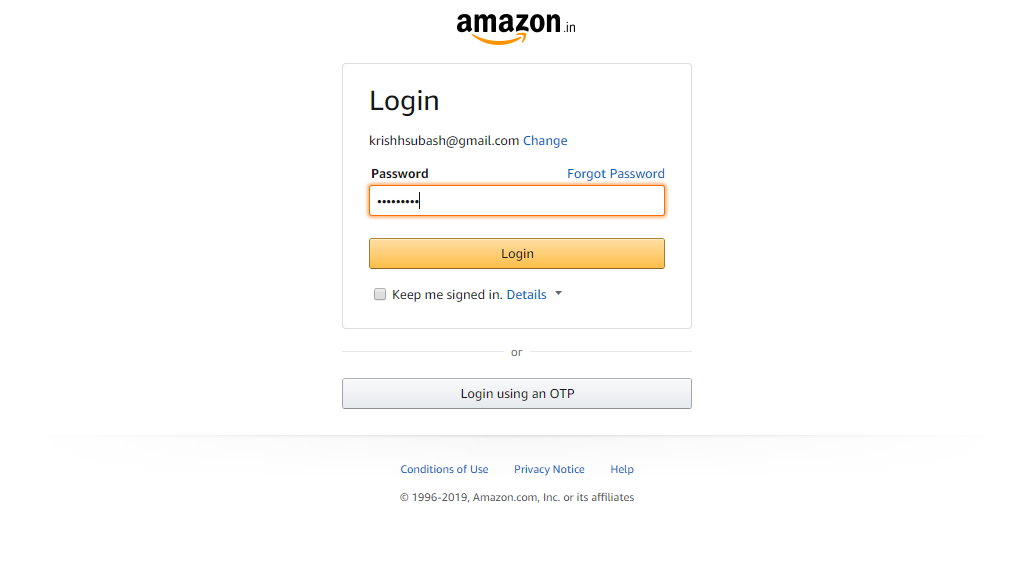 amazon.in
Login
krishhsubash@gmail.com Change
Password Forgot Password
•••••••••
Login
Keep me signed in. Details
or
Login using an OTP
Conditions of Use Privacy Notice Help
© 1996-2019, Amazon.com, Inc. or its affiliates